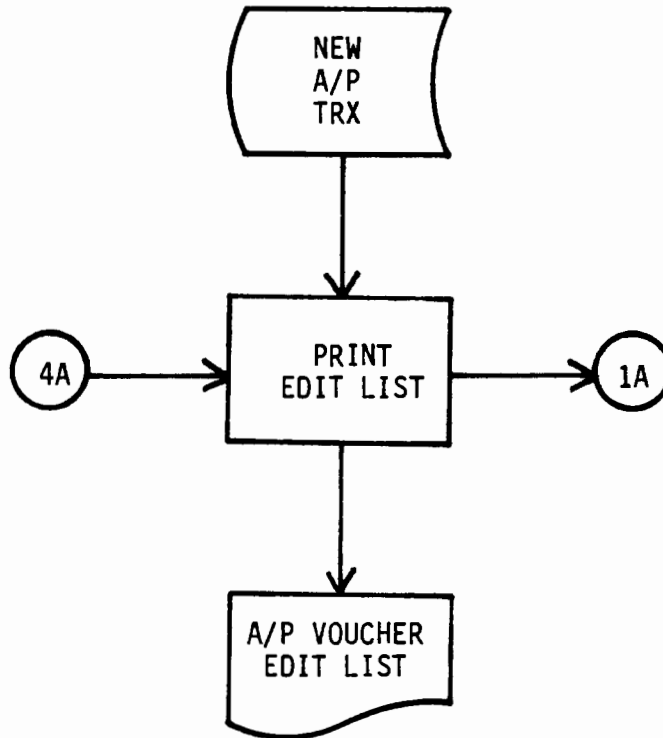 NEW
A/P
TRX
4A
PRINT
EDIT LIST
1A
A/P VOUCHER
EDIT LIST